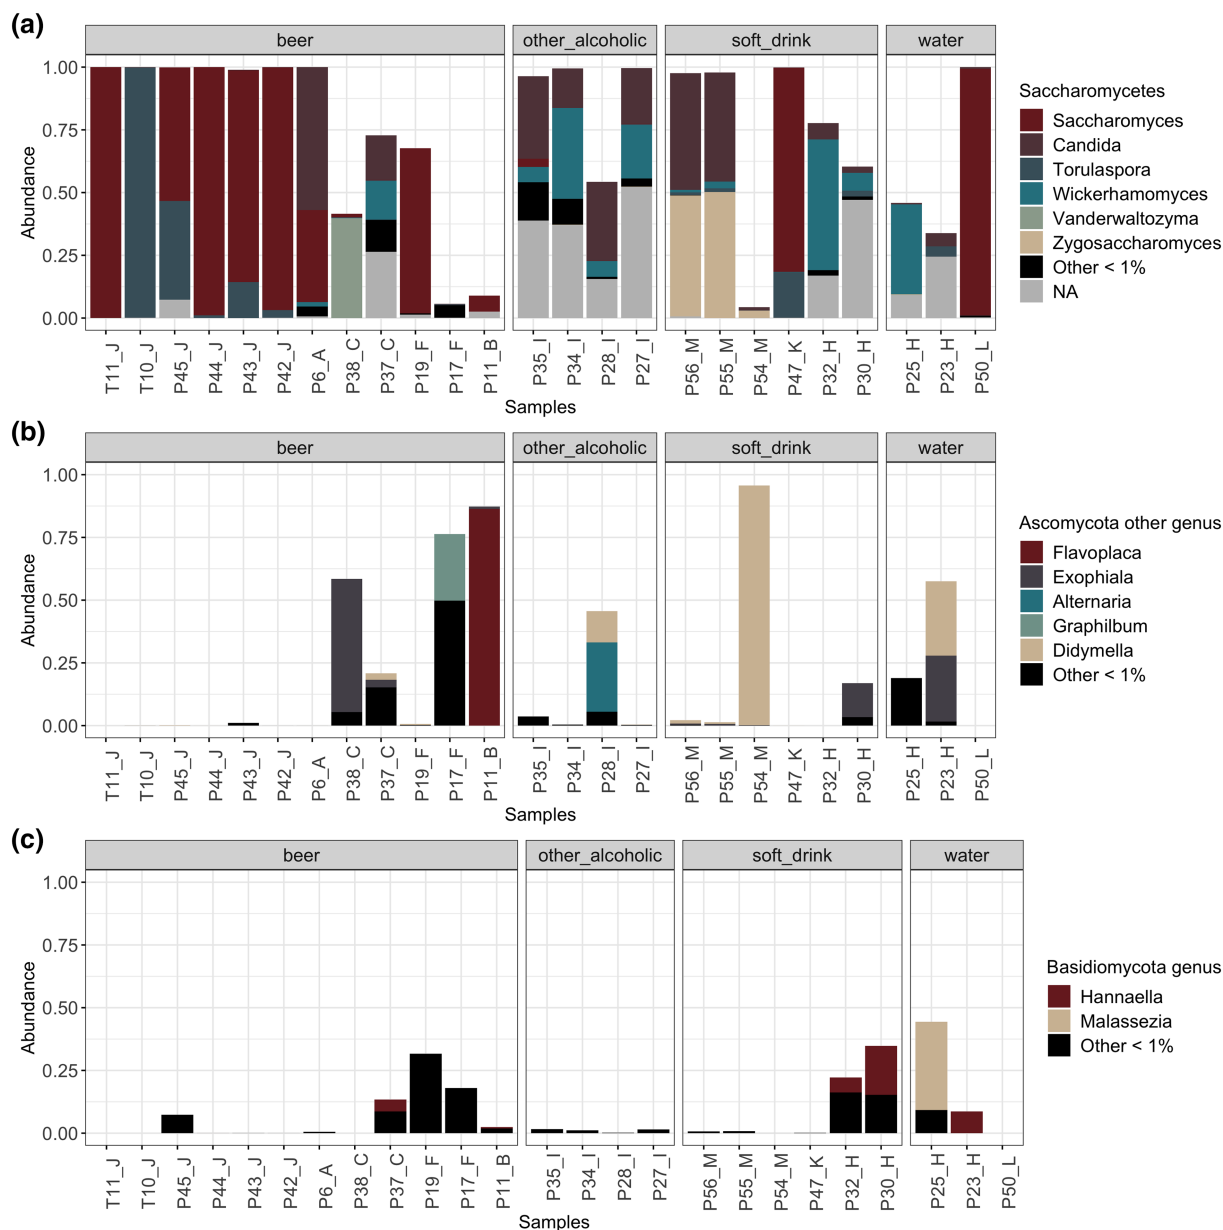 (a)
beer other_alcoholic soft_drink water
1.00
0.75
0.50
0.25
0.00
Abundance
T11_J T10_J P45_J P44_J P43_J P42_J P6_A P38_C P37_C P19_F P17_F P11_B P35_I P34_I P28_I P27_I P56_M P55_M P54_M P47_K P32_H P30_H P25_H P23_H P50_L
Samples
Saccharomycetes
Saccharomyces
Candida
Torulaspora
Wickerhamomyces
Vanderwaltozyma
Zygosaccharomyces
Other < 1%
NA
(b)
beer other_alcoholic soft_drink water
1.00
0.75
0.50
0.25
0.00
Abundance
T11_J T10_J P45_J P44_J P43_J P42_J P6_A P38_C P37_C P19_F P17_F P11_B P35_I P34_I P28_I P27_I P56_M P55_M P54_M P47_K P32_H P30_H P25_H P23_H P50_L
Samples
Ascomycota other genus
Flavoplaca
Exophiala
Alternaria
Graphilbum
Didymella
Other < 1%
(c)
beer other_alcoholic soft_drink water
1.00
0.75
0.50
0.25
0.00
Abundance
T11_J T10_J P45_J P44_J P43_J P42_J P6_A P38_C P37_C P19_F P17_F P11_B P35_I P34_I P28_I P27_I P56_M P55_M P54_M P47_K P32_H P30_H P25_H P23_H P50_L
Samples
Basidiomycota genus
Hannaella
Malassezia
Other < 1%